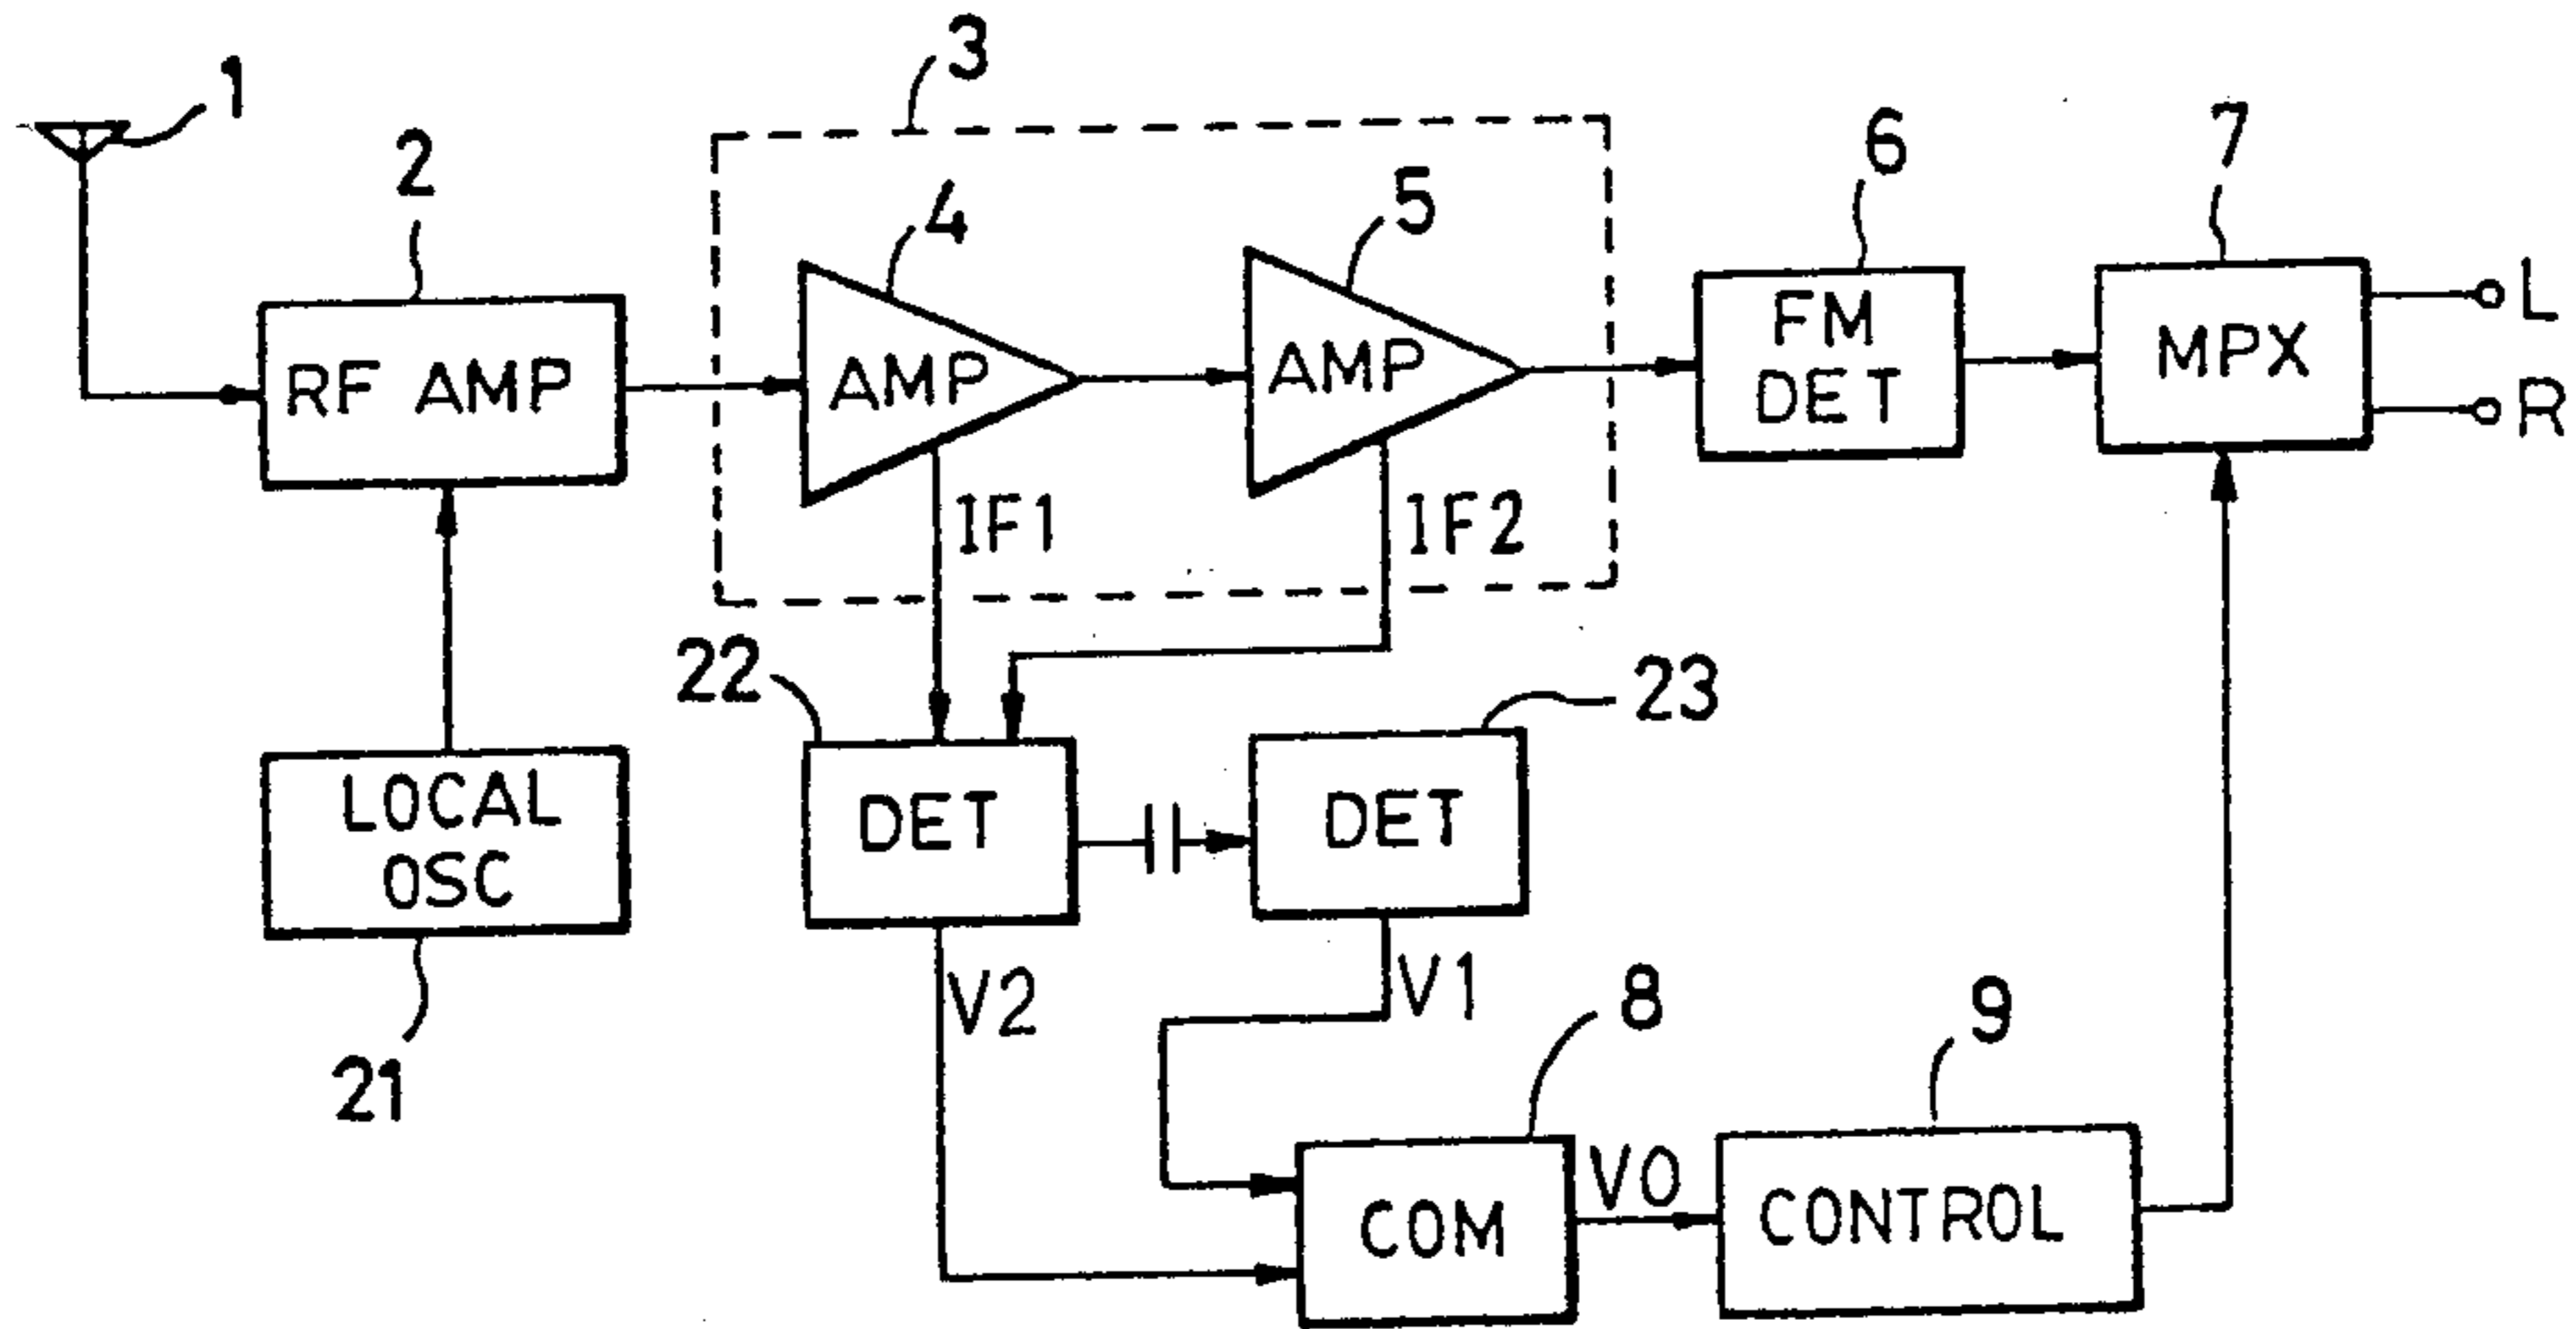 1
2
3
4
5
6
7
RF AMP
AMP
AMP
FM
DET
MPX
L
R
IF1
IF2
LOCAL
OSC
21
22
DET
23
DET
V2
V1
8
COM
V0
9
CONTROL